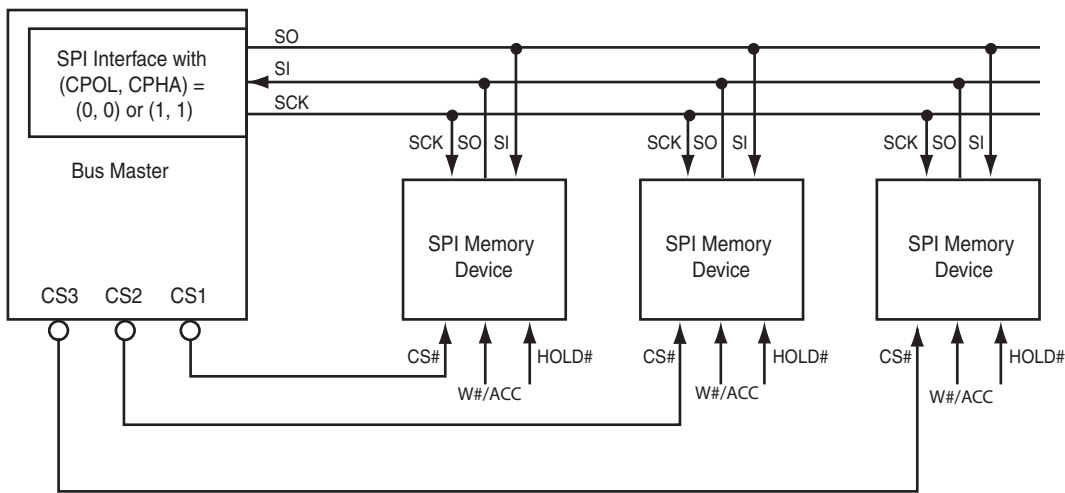 SO
SPI Interface with
(CPOL, CPHA) =
(0, 0) or (1, 1)
SI
SCK
Bus Master
SCK SO SI
SCK SO SI
SCK SO SI
SPI Memory
Device
SPI Memory
Device
SPI Memory
Device
CS3 CS2 CS1
CS# HOLD#
W#/ACC
CS# HOLD#
W#/ACC
CS# HOLD#
W#/ACC